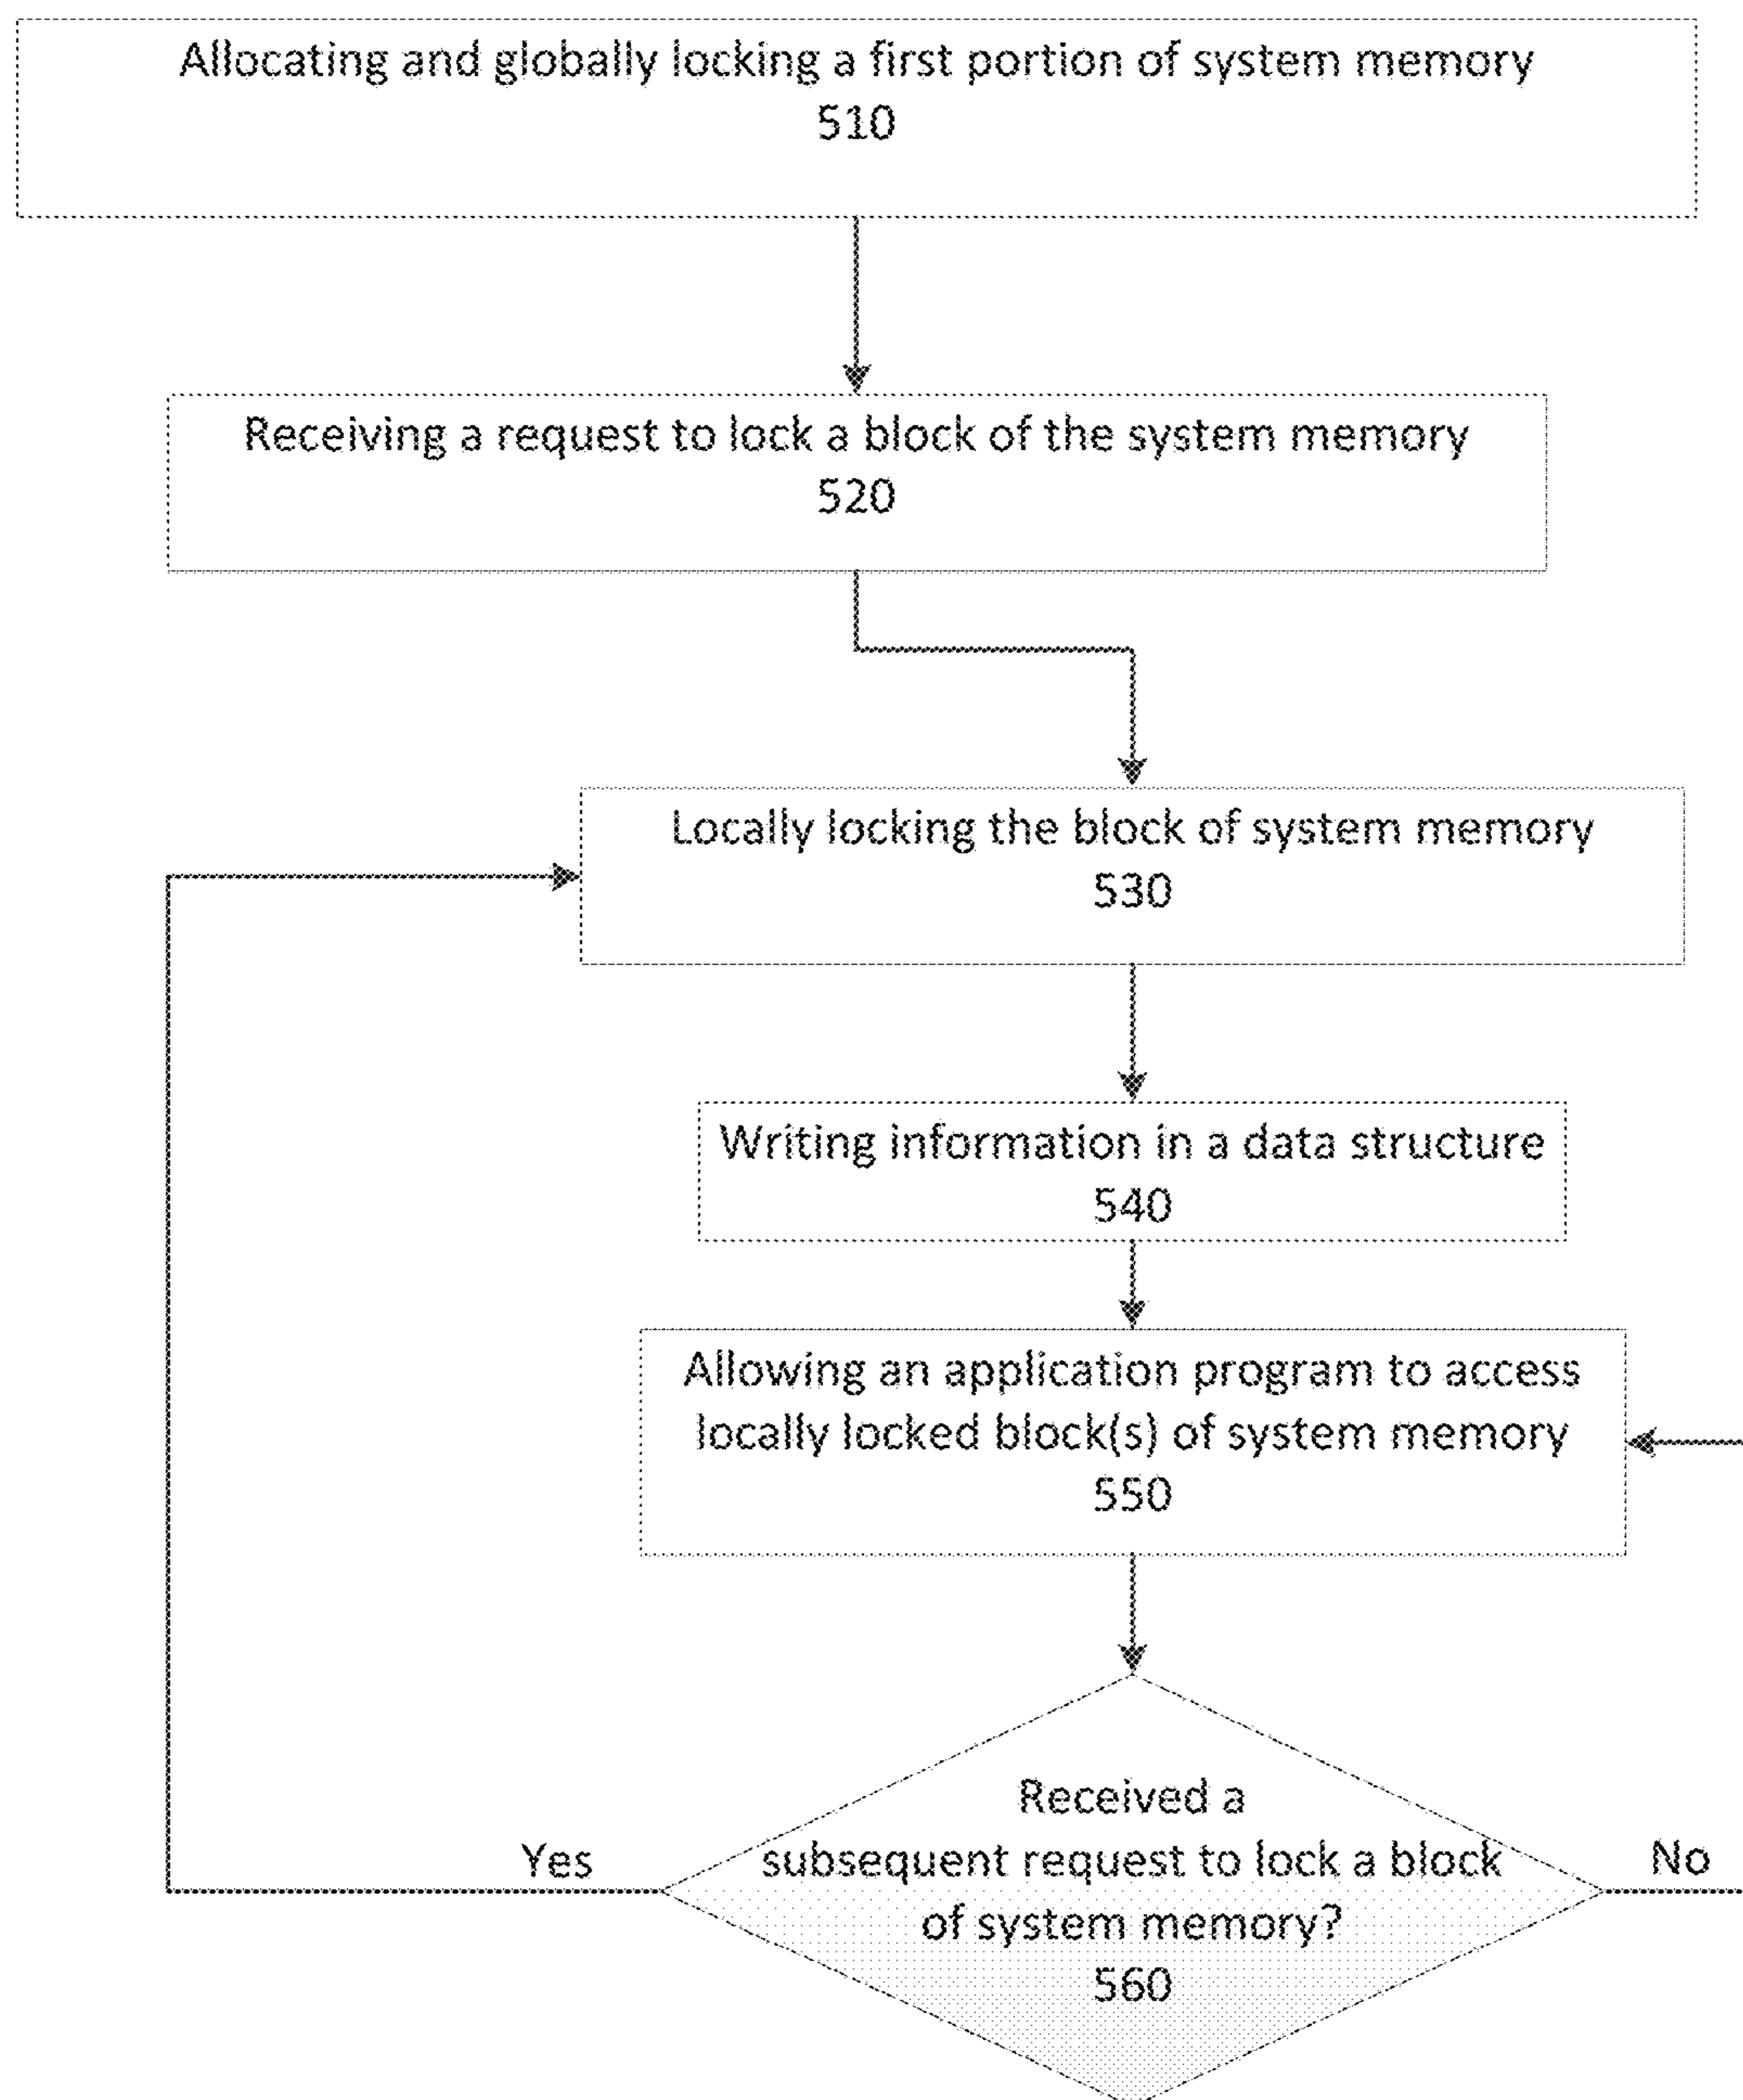 Allocating and globally locking a first portion of system memory
510
Receiving a request to lock a block of the system memory
520
Locally locking the block of system memory
530
Writing information in a data structure
540
Allowing an application program to access
locally locked block(s) of system memory
550
Received a
subsequent request to lock a block
of system memory?
560
Yes
No